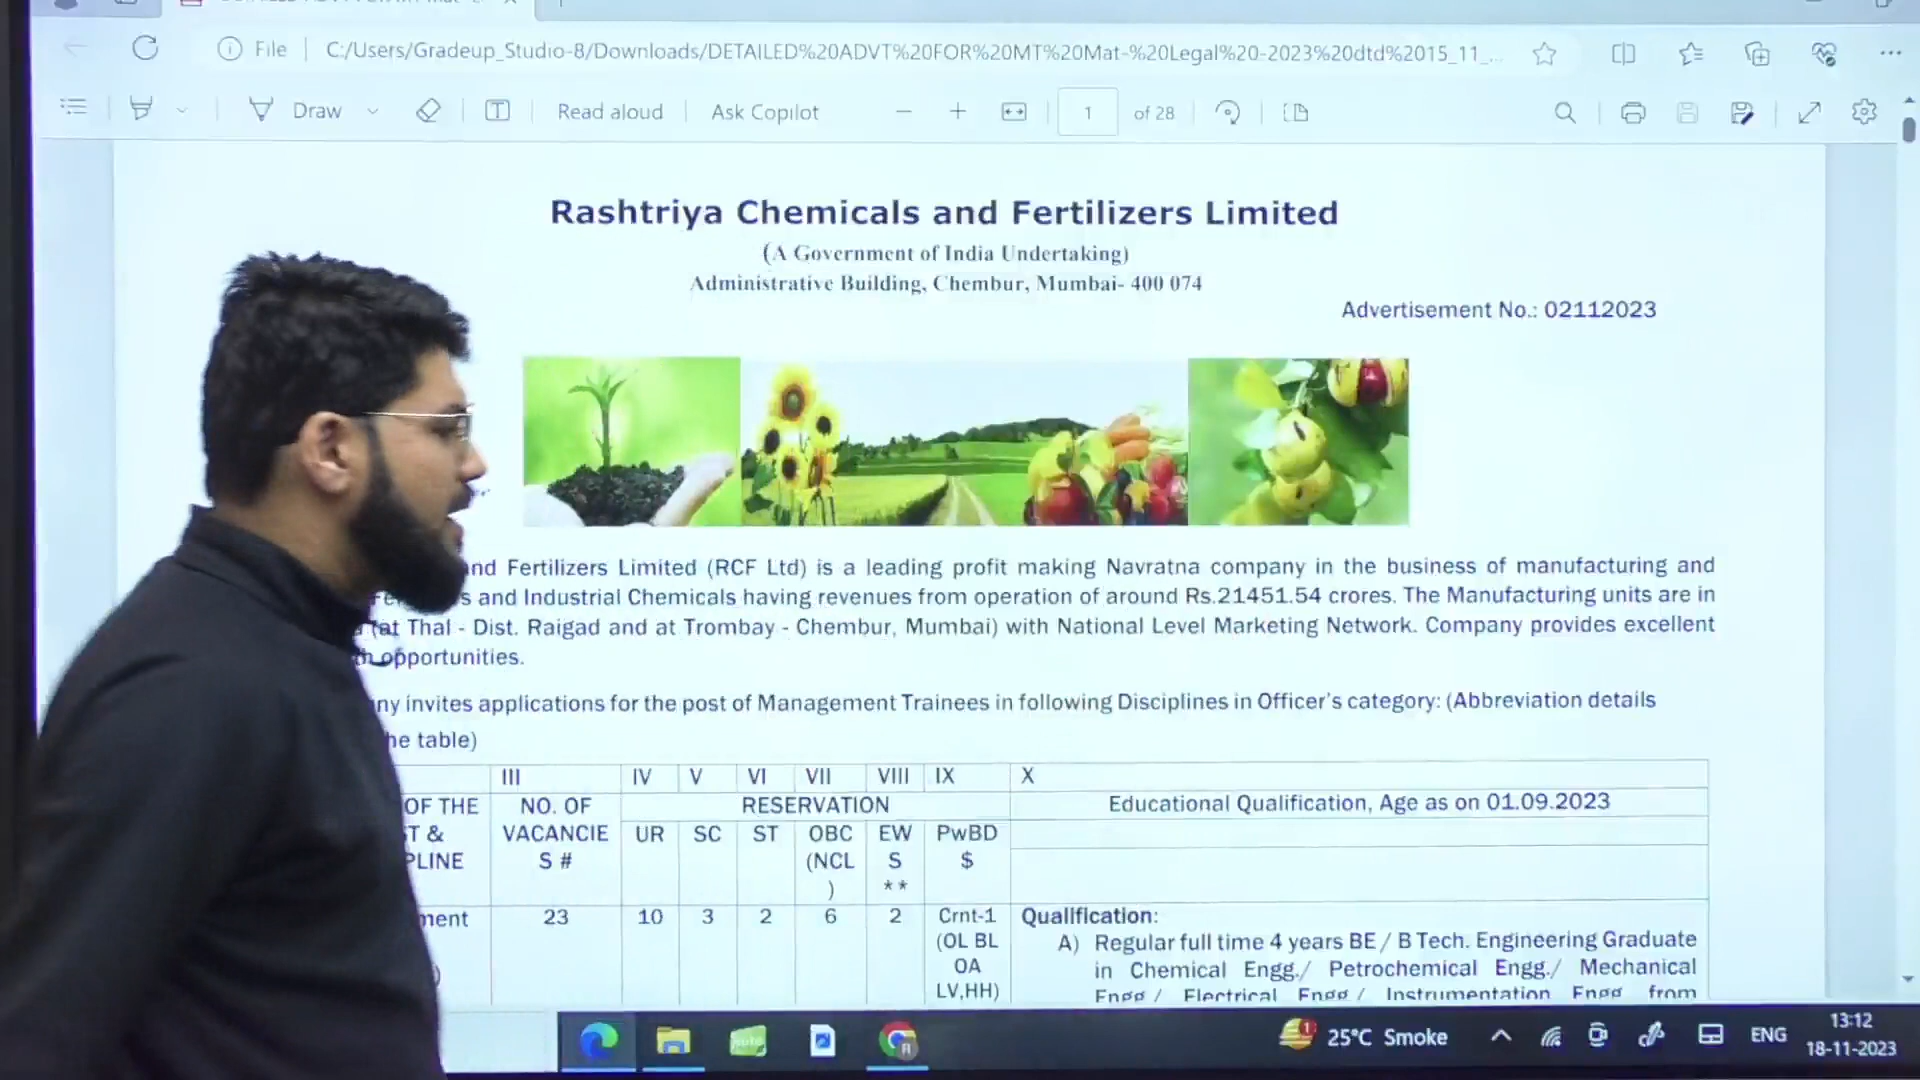 File
C:/Users/Gradeup_Studio-8/Downloads/DETAILED%20ADVT%20FOR%20MT%20Mat-%20Legal%20-2023%20dtd%2015_11_...
Draw
Read aloud
Ask Copilot
1 of 28
Rashtriya Chemicals and Fertilizers Limited
(A Government of India Undertaking)
Administrative Building, Chembur, Mumbai- 400 074
Advertisement No.: 02112023
nd Fertilizers Limited (RCF Ltd) is a leading profit making Navratna company in the business of manufacturing and
s and Industrial Chemicals having revenues from operation of around Rs.21451.54 crores. The Manufacturing units are in
(at Thal - Dist. Raigad and at Trombay - Chembur, Mumbai) with National Level Marketing Network. Company provides excellent
opportunities.
ny invites applications for the post of Management Trainees in following Disciplines in Officer's category: (Abbreviation details
he table)
III IV V VI VII VIII IX X
OF THE NO. OF RESERVATION Educational Qualification, Age as on 01.09.2023
T & VACANCIE UR SC ST OBC EW PwBD
PLINE S # (NCL S $
) **
ment 23 10 3 2 6 2 Crnt-1 Qualification:
(OL BL A) Regular full time 4 years BE / B Tech. Engineering Graduate
) OA in Chemical Engg./ Petrochemical Engg./ Mechanical
LV,HH) Engg./ Electrical Engg./ Instrumentation Engg from
25°C Smoke
ENG
13:12
18-11-2023